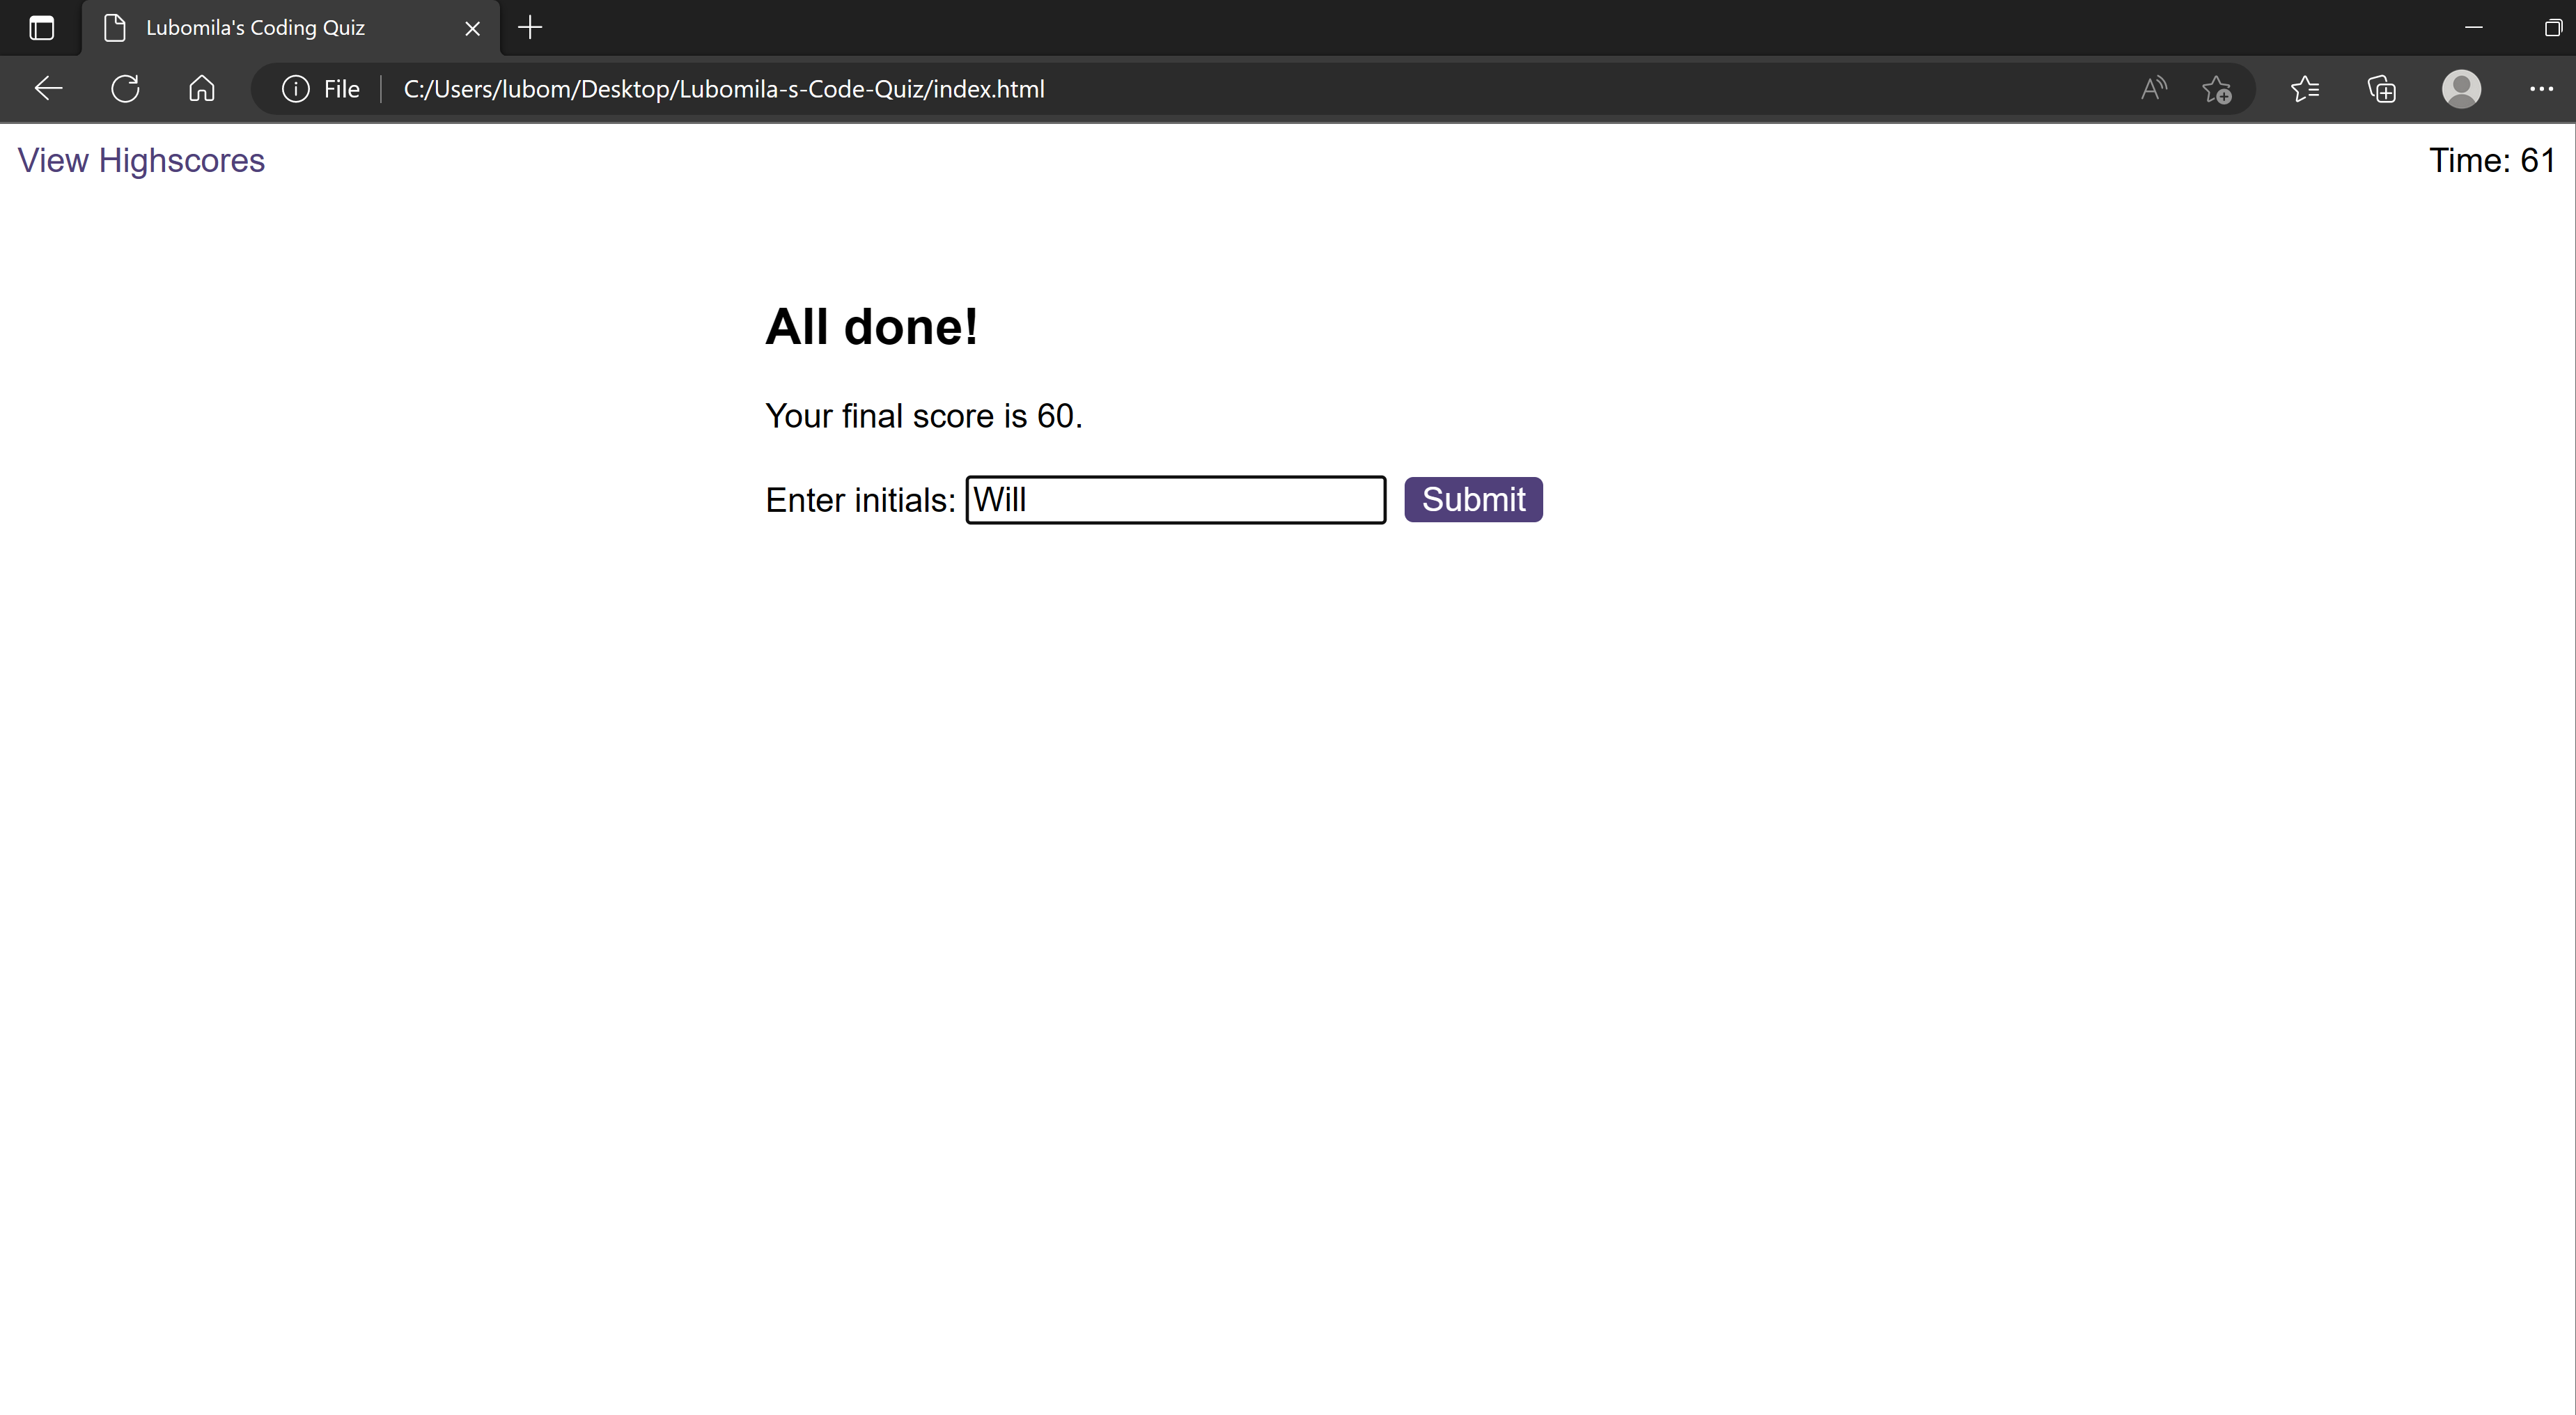 Lubomila's Coding Quiz
File C:/Users/lubom/Desktop/Lubomila-s-Code-Quiz/index.html
View Highscores
Time: 61
All done!
Your final score is 60.
Enter initials: Will Submit